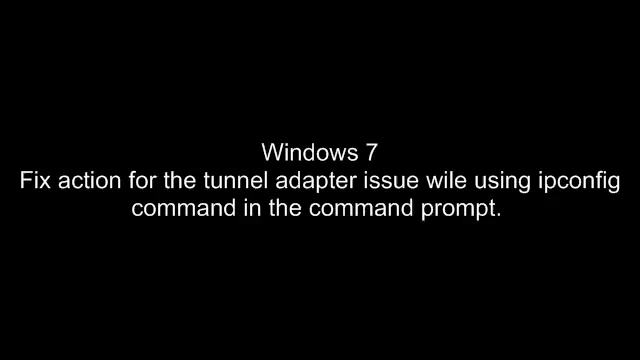 Windows 7
Fix action for the tunnel adapter issue wile using ipconfig
command in the command prompt.